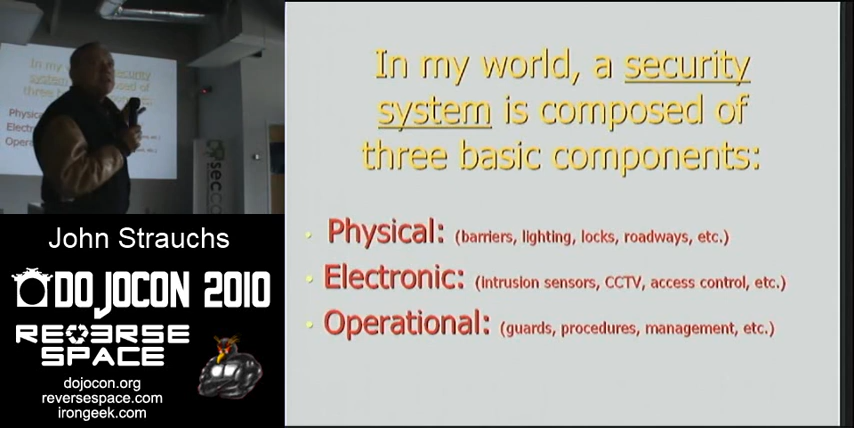 In my world, a security
system is composed of
three basic components:
Physical: (barriers, lighting, locks, roadways, etc.)
Electronic: (intrusion sensors, CCTV, access control, etc.)
Operational: (guards, procedures, management, etc.)
John Strauchs
DOJOCON 2010
REVERSE
SPACE
dojocon.org
reversespace.com
irongeek.com